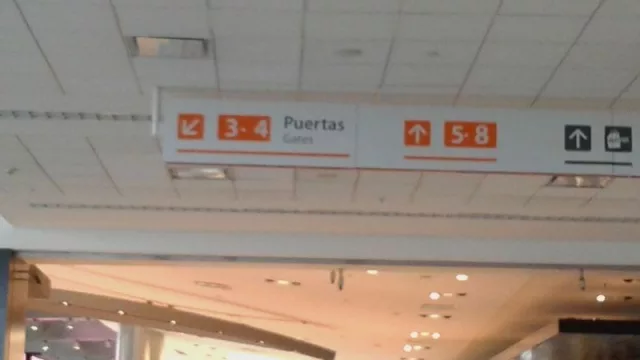 3-4 Puertas
Gates
5-8